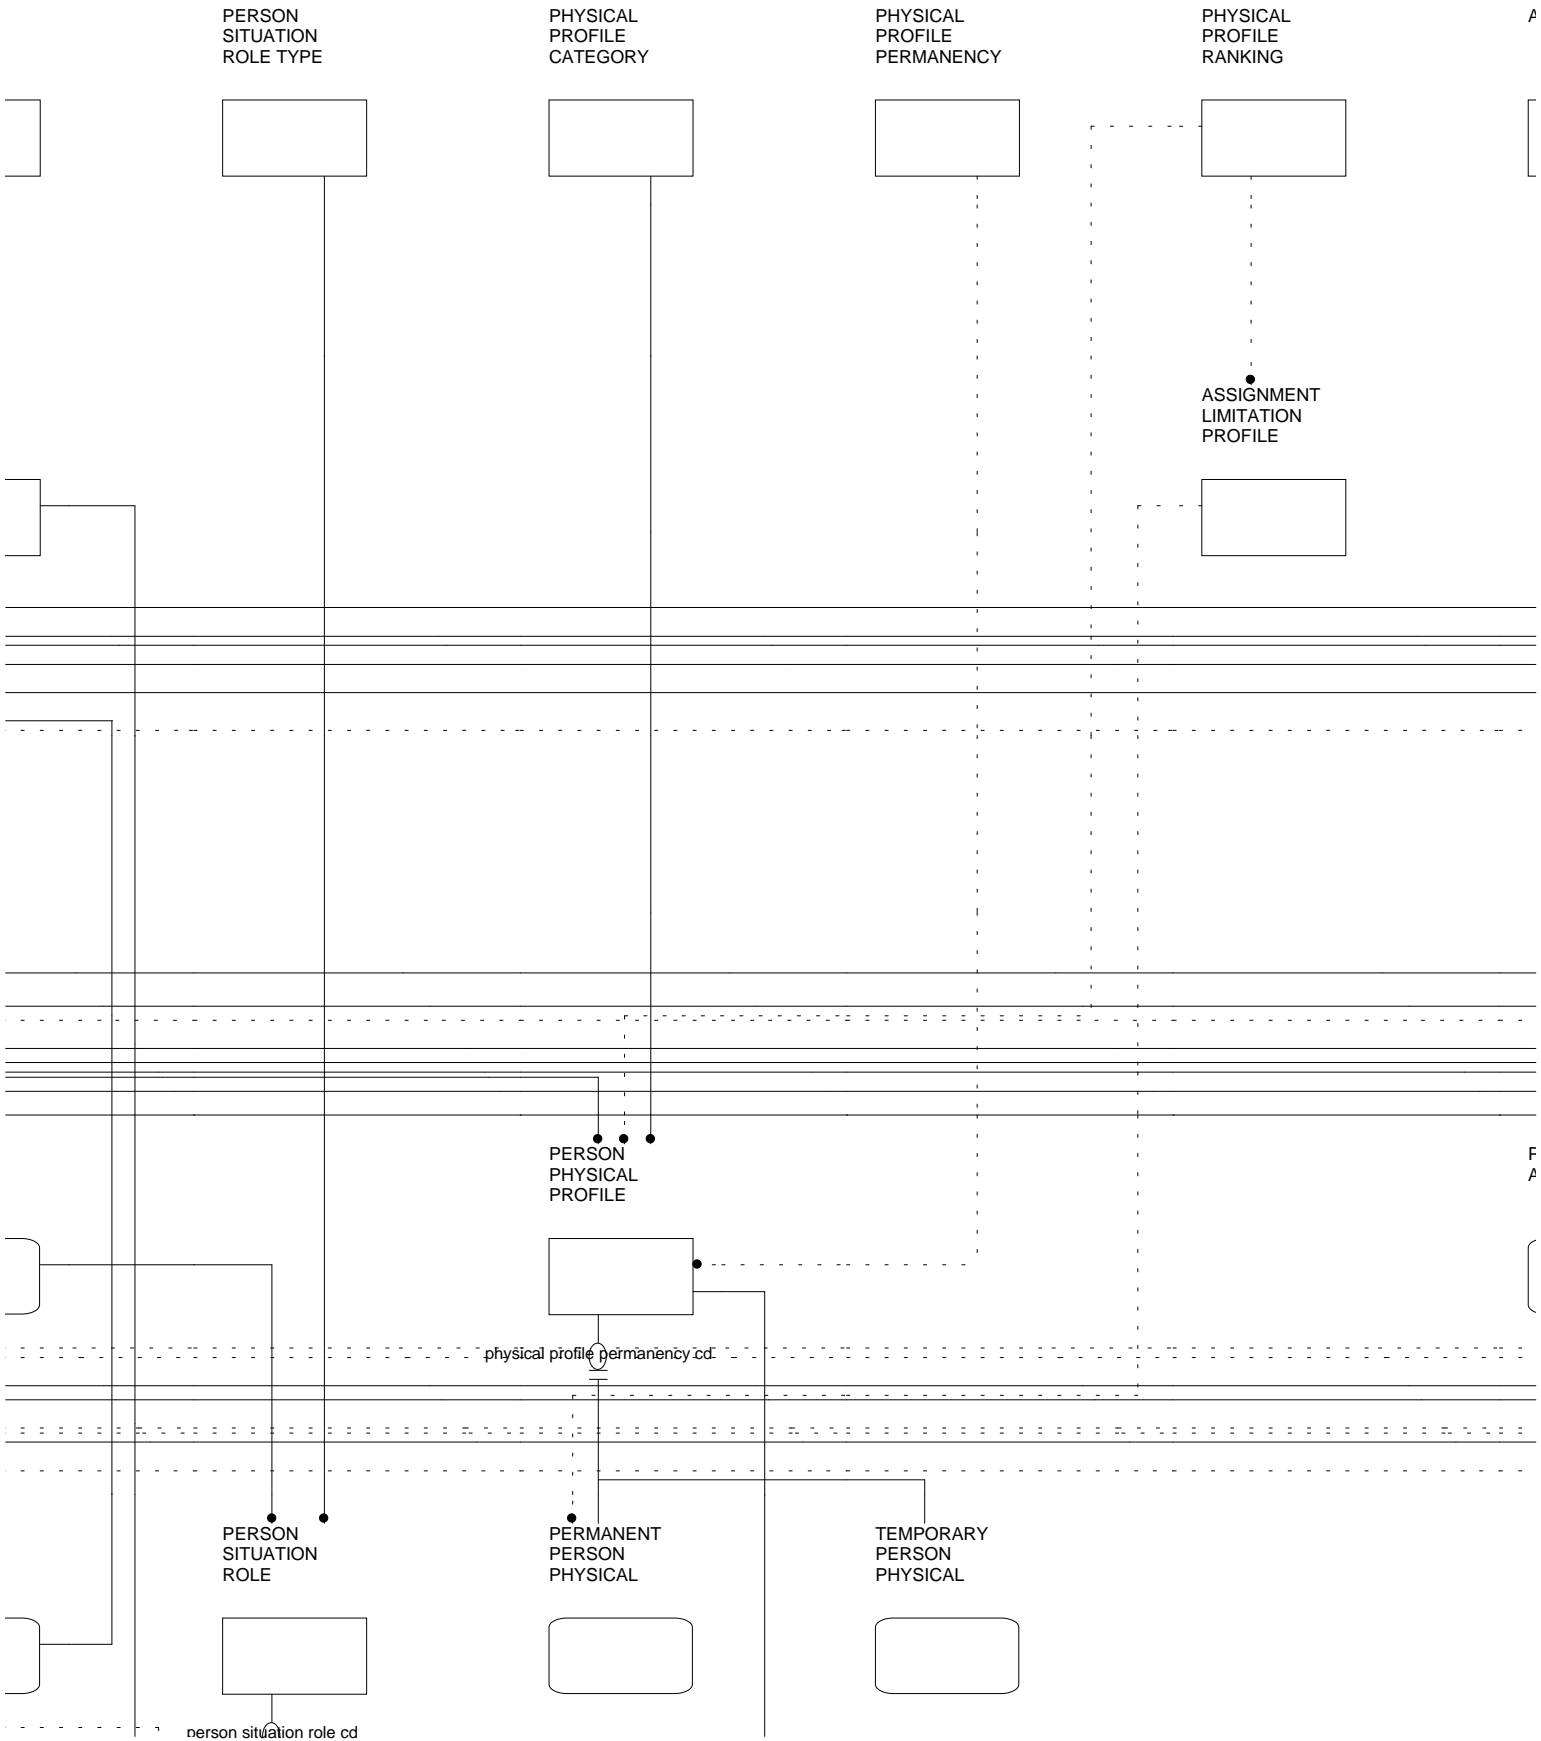 PERSON
SITUATION
ROLE TYPE
PHYSICAL
PROFILE
CATEGORY
PHYSICAL
PROFILE
PERMANENCY
PHYSICAL
PROFILE
RANKING
ASSIGNMENT
LIMITATION
PROFILE
PERSON
PHYSICAL
PROFILE
physical profile permanency cd
PERSON
SITUATION
ROLE
PERMANENT
PERSON
PHYSICAL
TEMPORARY
PERSON
PHYSICAL
person situation role cd